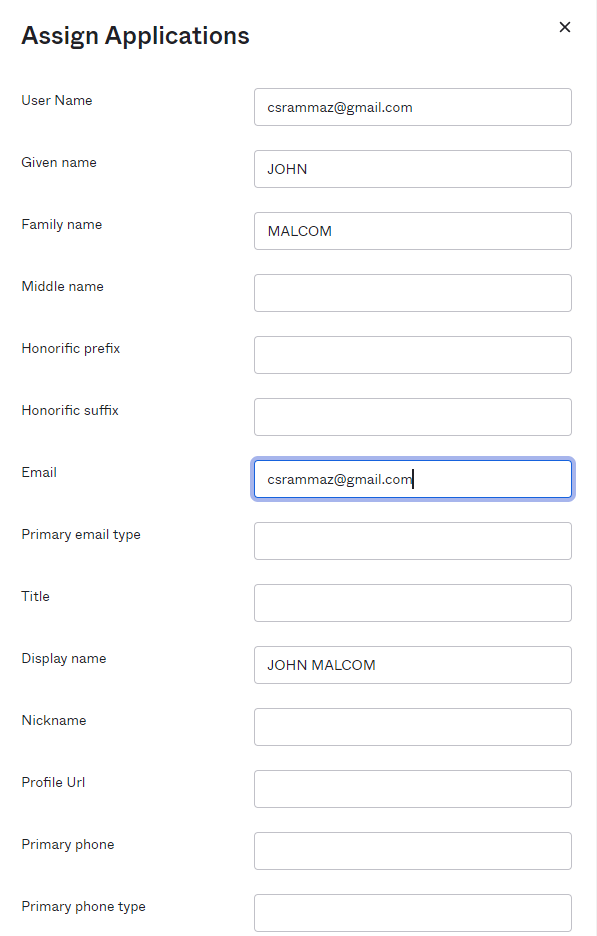 Assign Applications
User Name
csrammaz@gmail.com
Given name
JOHN
Family name
MALCOM
Middle name
Honorific prefix
Honorific suffix
Email
csrammaz@gmail.com
Primary email type
Title
Display name
JOHN MALCOM
Nickname
Profile Url
Primary phone
Primary phone type